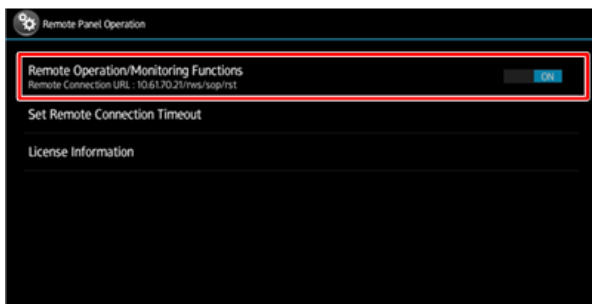 Remote Panel Operation
Remote Operation/Monitoring Functions
ON
Remote Connection URL : 10.61.70.21/rws/sop/rst
Set Remote Connection Timeout
License Information